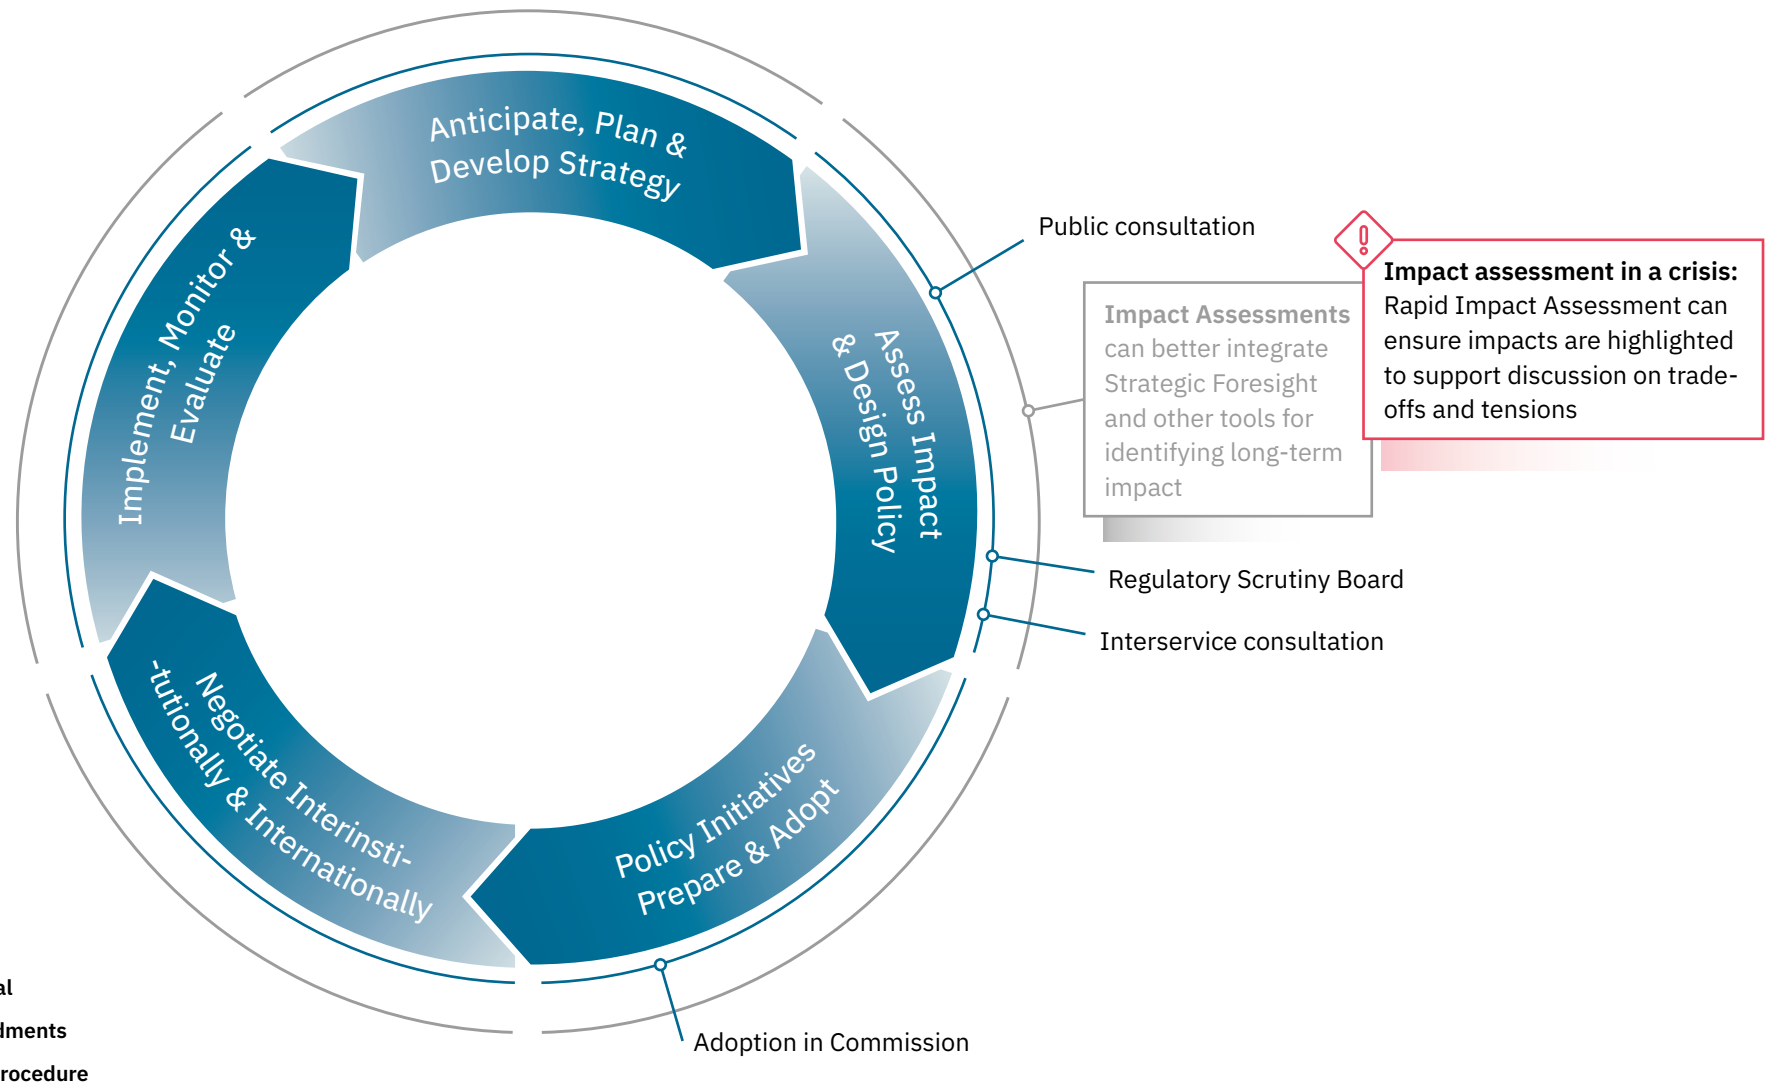 Anticipate, Plan &
Develop Strategy
Public consultation
Impact Assessments
can better integrate
Strategic Foresight
and other tools for
identifying long-term
impact
Impact assessment in a crisis:
Rapid Impact Assessment can
ensure impacts are highlighted
to support discussion on trade-
offs and tensions
Assess Impact
& Design Policy
Regulatory Scrutiny Board
Interservice consultation
Policy Initiatives
Prepare & Adopt
Adoption in Commission
Negotiate Interinsti-
-tutionally & Internationally
Implement, Monitor &
Evaluate
al
dments
rocedure